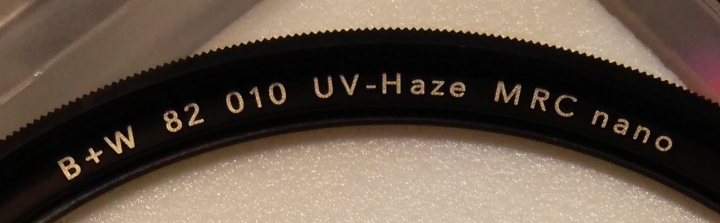 B+W 82 010 UV-Haze MRC nano